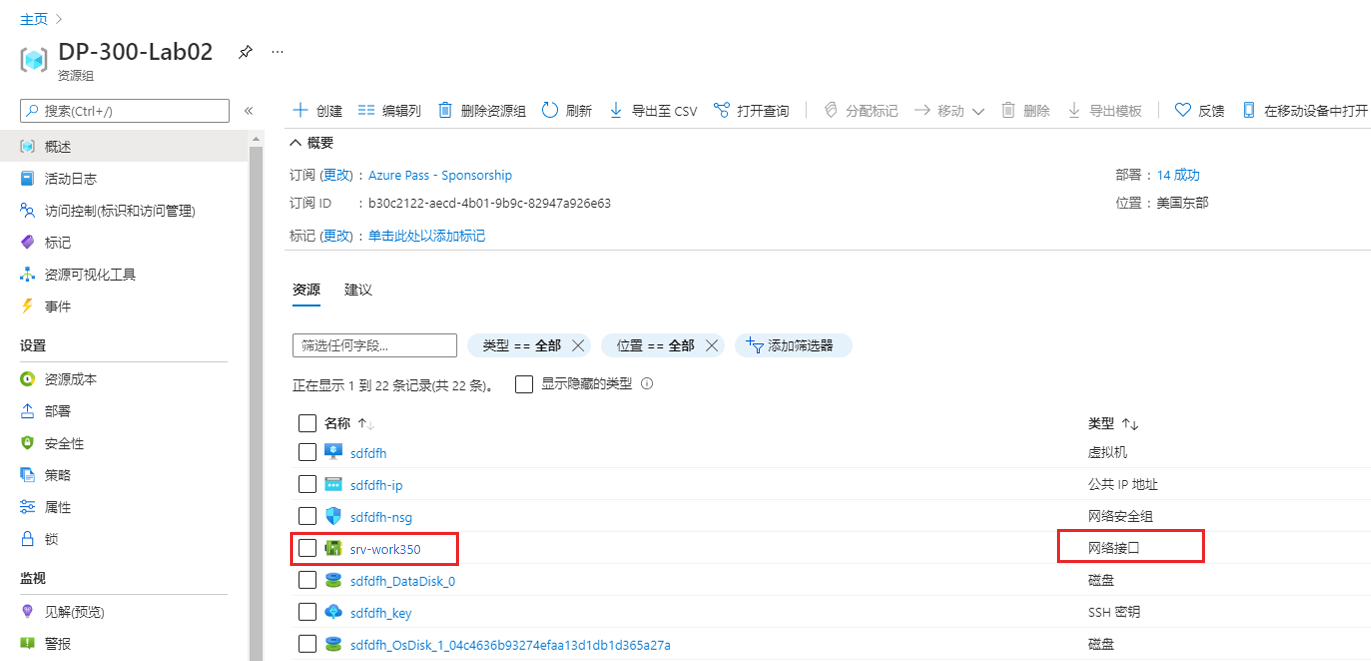 主页 >
DP-300-Lab02 ...
资源组
搜索(Ctrl+/) «
创建 编辑列 删除资源组 刷新 导出至 CSV 打开查询 分配标记 移动 删除 导出模板 反馈 在移动设备中打开
概述
活动日志
访问控制(标识和访问管理)
标记
资源可视化工具
事件
设置
资源成本
部署
安全性
策略
属性
锁
监视
见解(预览)
警报
概要
订阅 (更改) : Azure Pass - Sponsorship 部署 : 14 成功
订阅 ID : b30c2122-aecd-4b01-9b9c-82947a926e63 位置 : 美国东部
标记 (更改) : 单击此处以添加标记
资源 建议
筛选任何字段... 类型 == 全部 位置 == 全部 添加筛选器
正在显示 1 到 22 条记录(共 22 条)。 显示隐藏的类型
名称 ↑↓ 类型 ↑↓
sdfdfh 虚拟机
sdfdfh-ip 公共 IP 地址
sdfdfh-nsg 网络安全组
srv-work350 网络接口
sdfdfh_DataDisk_0 磁盘
sdfdfh_key SSH 密钥
sdfdfh_OsDisk_1_04c4636b93274efaa13d1db1d365a27a 磁盘